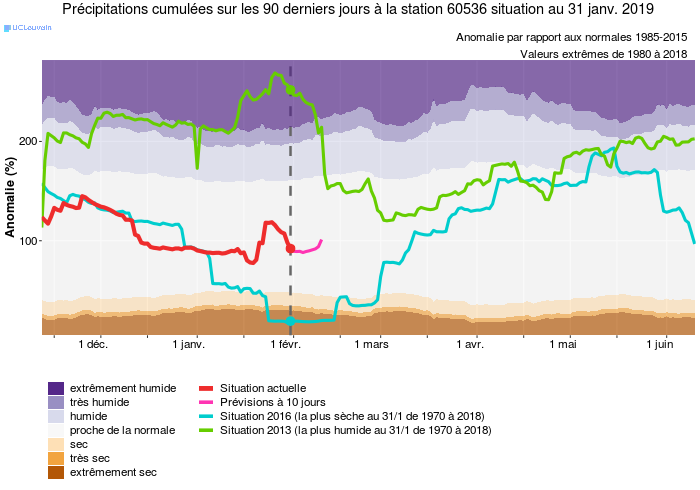 Précipitations cumulées sur les 90 derniers jours à la station 60536 situation au 31 janv. 2019
UCLouvain
Anomalie par rapport aux normales 1985-2015
Valeurs extrêmes de 1980 à 2018
Anomalie (%)
200
100
1 déc.
1 janv.
1 févr.
1 mars
1 avr.
1 mai
1 juin
extrêmement humide
très humide
humide
proche de la normale
sec
très sec
extrêmement sec
Situation actuelle
Prévisions à 10 jours
Situation 2016 (la plus sèche au 31/1 de 1970 à 2018)
Situation 2013 (la plus humide au 31/1 de 1970 à 2018)